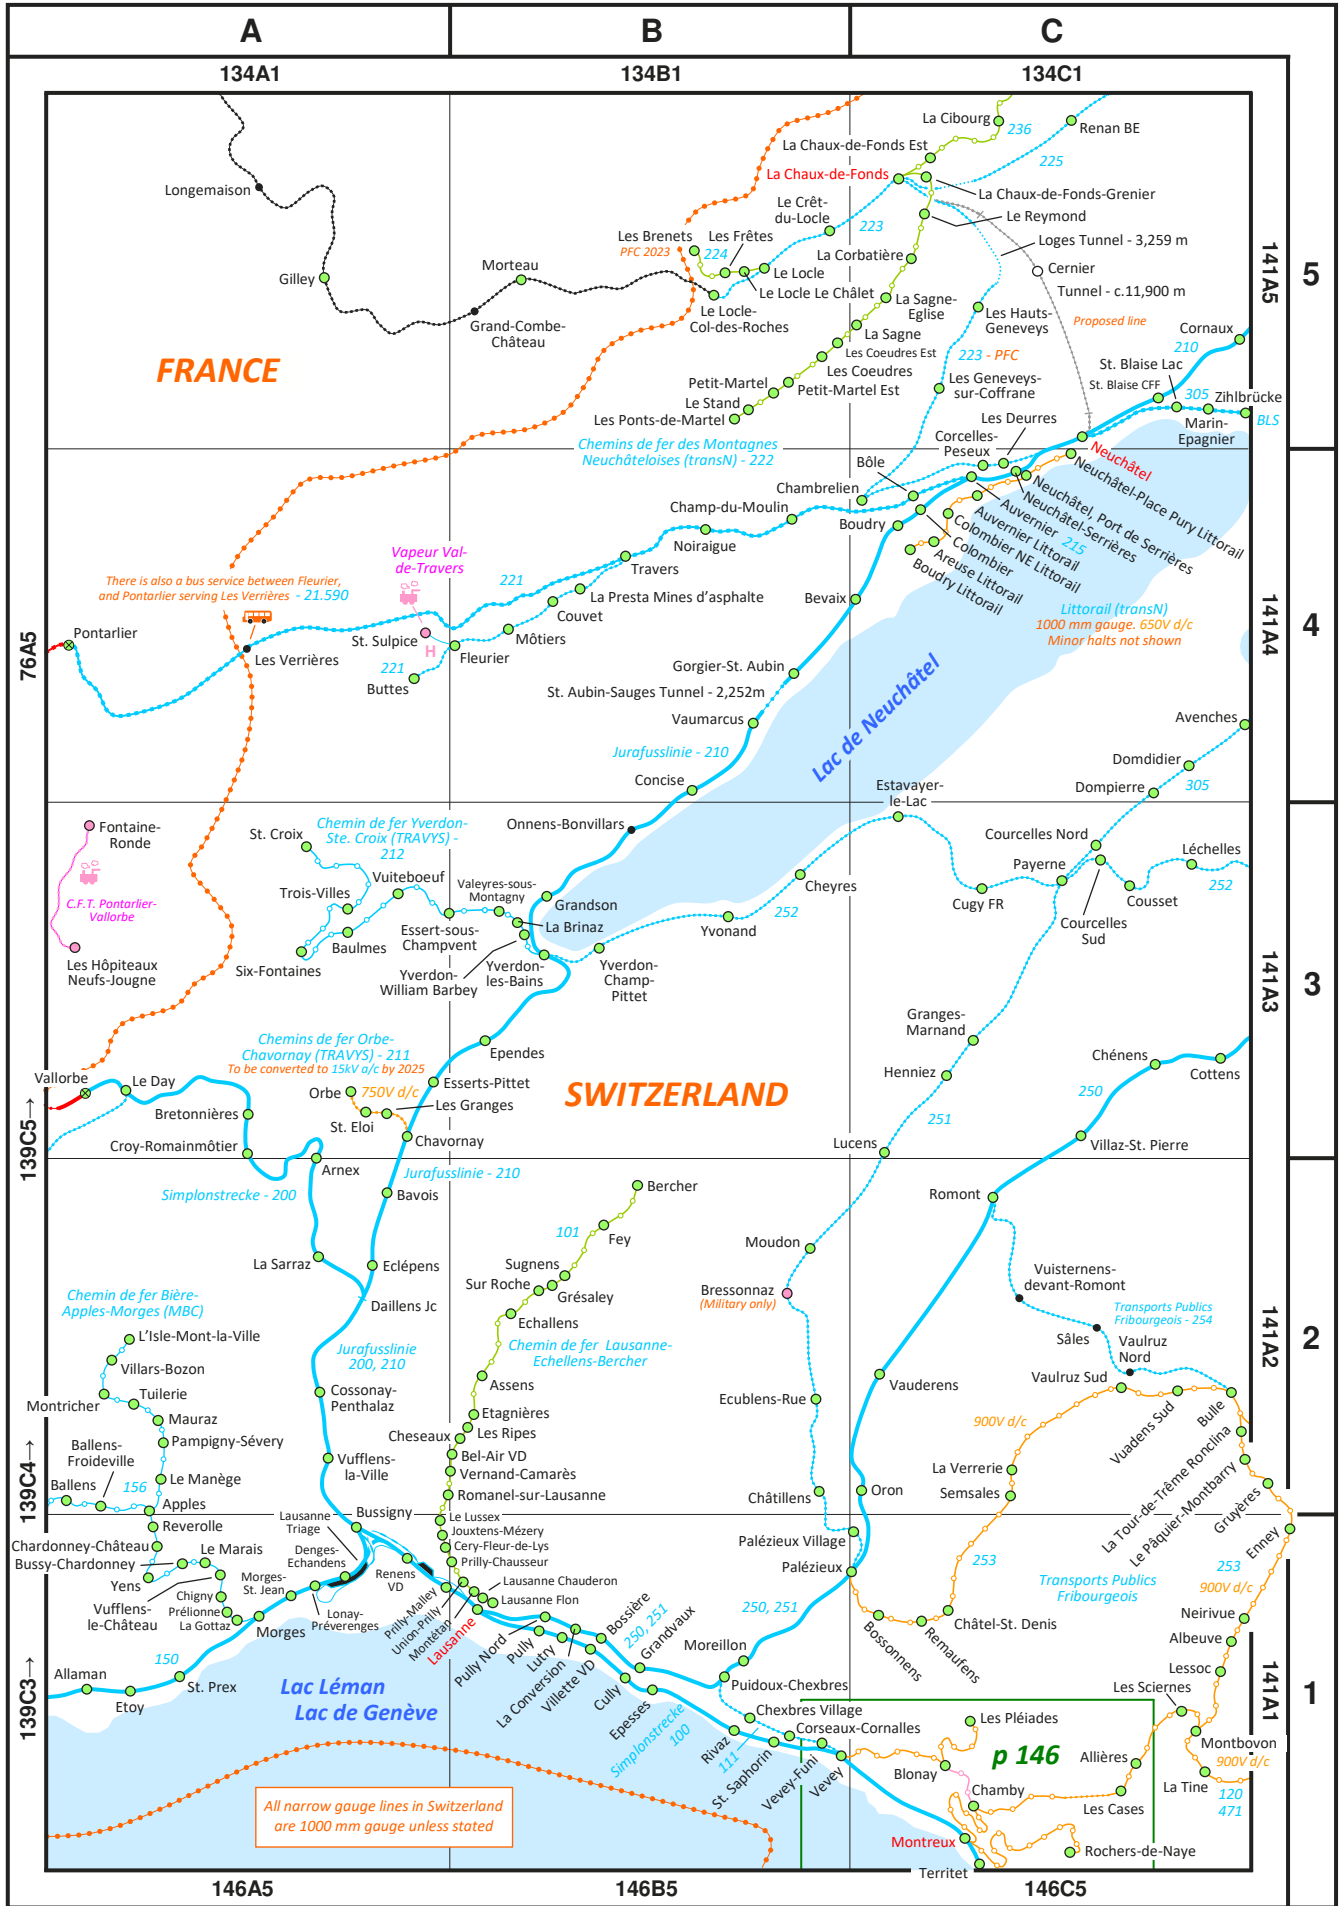 A
B
C
134A1
134B1
134C1
La Cibourg
236
Renan BE
La Chaux-de-Fonds Est
225
La Chaux-de-Fonds
Longemaison
La Chaux-de-Fonds-Grenier
Le Crêt-
du-Locle
Le Reymond
223
Les Brenets
PFC 2023
Les Frêtes
224
Loges Tunnel - 3,259 m
La Corbatière
Morteau
Gilley
Le Locle
Cernier
Le Locle Le Châlet
Tunnel - c.11,900 m
141A5
5
Le Locle-
Col-des-Roches
La Sagne-
Eglise
Les Hauts-
Geneveys
Grand-Combe-
Château
Proposed line
La Sagne
Cornaux
210
FRANCE
Les Coeudres Est
223 - PFC
St. Blaise Lac
Les Coeudres
St. Blaise CFF
Petit-Martel
Petit-Martel Est
Les Geneveys-
sur-Coffrane
305
Zihlbrücke
Le Stand
Les Ponts-de-Martel
Les Deurres
Marin-
Epagnier
BLS
Chemins de fer des Montagnes
Neuchâteloises (transN) - 222
Corcelles-
Peseux
Neuchâtel
Bôle
Chambrelien
Neuchâtel-Place Pury Littorail
Neuchâtel, Port de Serrières
Neuchâtel-Serrières
Champ-du-Moulin
Boudry
Auvernier 215
Auvernier Littorail
Colombier NE Littorail
Colombier
Areuse Littorail
Boudry Littorail
Noiraigue
Vapeur Val-
de-Travers
Travers
There is also a bus service between Fleurier,
and Pontarlier serving Les Verrières - 21.590
221
La Presta Mines d'asphalte
Bevaix
Couvet
Littorail (transN)
1000 mm gauge. 650V d/c
Minor halts not shown
141A4
4
76A5
Pontarlier
St. Sulpice
H
Môtiers
Les Verrières
Fleurier
221
Buttes
Gorgier-St. Aubin
St. Aubin-Sauges Tunnel - 2,252m
Vaumarcus
Lac de Neuchâtel
Avenches
Jurafusslinie - 210
Domdidier
Concise
Dompierre
305
Estavayer-
le-Lac
Fontaine-
Ronde
St. Croix
Chemin de fer Yverdon-
Ste. Croix (TRAVYS) -
212
Onnens-Bonvillars
Courcelles Nord
Léchelles
Payerne
Vuiteboeuf
Valeyres-sous-
Montagny
Trois-Villes
Cheyres
252
C.F.T. Pontarlier-
Vallorbe
Grandson
Cugy FR
Cousset
252
La Brinaz
Courcelles
Sud
Baulmes
Essert-sous-
Champvent
Yvonand
Les Hôpiteaux
Neufs-Jougne
Six-Fontaines
Yverdon-
William Barbey
Yverdon-
les-Bains
Yverdon-
Champ-
Pittet
141A3
3
Granges-
Marnand
Chemins de fer Orbe-
Chavornay (TRAVYS) - 211
To be converted to 15kV a/c by 2025
Ependes
Chénens
Henniez
Cottens
Vallorbe
Le Day
Esserts-Pittet
SWITZERLAND
Orbe
750V d/c
250
Les Granges
Bretonnières
St. Eloi
251
139C5→
Chavornay
Villaz-St. Pierre
Croy-Romainmôtier
Lucens
Arnex
Jurafusslinie - 210
Simplonstrecke - 200
Bavois
Bercher
Romont
101
Fey
Moudon
La Sarraz
Eclépens
Sugnens
Vuisternens-
devant-Romont
Sur Roche
Grésaley
Bressonnaz
(Military only)
Chemin de fer Bière-
Apples-Morges (MBC)
Daillens Jc
Echallens
Transports Publics
Fribourgeois - 254
L'Isle-Mont-la-Ville
Jurafusslinie
200, 210
Chemin de fer Lausanne-
Echellens-Bercher
Sâles
Vaulruz
Nord
141A2
2
Villars-Bozon
Vaulruz Sud
Tuilerie
Cossonay-
Penthalaz
Assens
Vauderens
Montricher
Ecublens-Rue
Mauraz
Etagnières
Vuadens Sud
Bulle
900V d/c
Cheseaux
Les Ripes
Pampigny-Sévery
Ballens-
Froideville
Bel-Air VD
La Tour-de-Trême Ronclina
Vufflens-
la-Ville
Vernand-Camarès
La Verrerie
139C4→
Ballens
156
Le Manège
Romanel-sur-Lausanne
Châtillens
Oron
Semsales
Le Pâquier-Montbarry
Gruyères
Apples
Lausanne
Triage
Bussigny
Le Lussex
Reverolle
Jouxtens-Mézery
Enney
Chardonney-Château
Le Marais
Denges-
Echandens
Cery-Fleur-de-Lys
Palézieux Village
Bussy-Chardonney
Prilly-Chausseur
Palézieux
253
253
900V d/c
Yens
Morges-
St. Jean
Renens
VD
Lausanne Chauderon
Transports Publics
Fribourgeois
Vufflens-
le-Château
Chigny
Prélionne
La Gottaz
Lonay-
Préverenges
Lausanne Flon
Prilly-Malley
Union-Prilly
Montétan
Lausanne
Bossière
250, 251
250, 251
Châtel-St. Denis
Neirivue
Morges
Grandvaux
Bossonnens
Remaufens
Pully Nord
Pully
Lutry
La Conversion
Villette VD
Cully
Epesses
Moreillon
Albeuve
150
Allaman
Etoy
St. Prex
Lac Léman
Lac de Genève
Puidoux-Chexbres
Lessoc
Les Sciernes
141A1
1
139C3→
Chexbres Village
Corseaux-Cornalles
Les Pléiades
Simplonstrecke
100
Rivaz
111
St. Saphorin
Vevey-Funi
Vevey
p 146
Montbovon
900V d/c
Allières
Blonay
Chamby
La Tine
Les Cases
120
471
All narrow gauge lines in Switzerland
are 1000 mm gauge unless stated
Montreux
Rochers-de-Naye
Territet
146A5
146B5
146C5